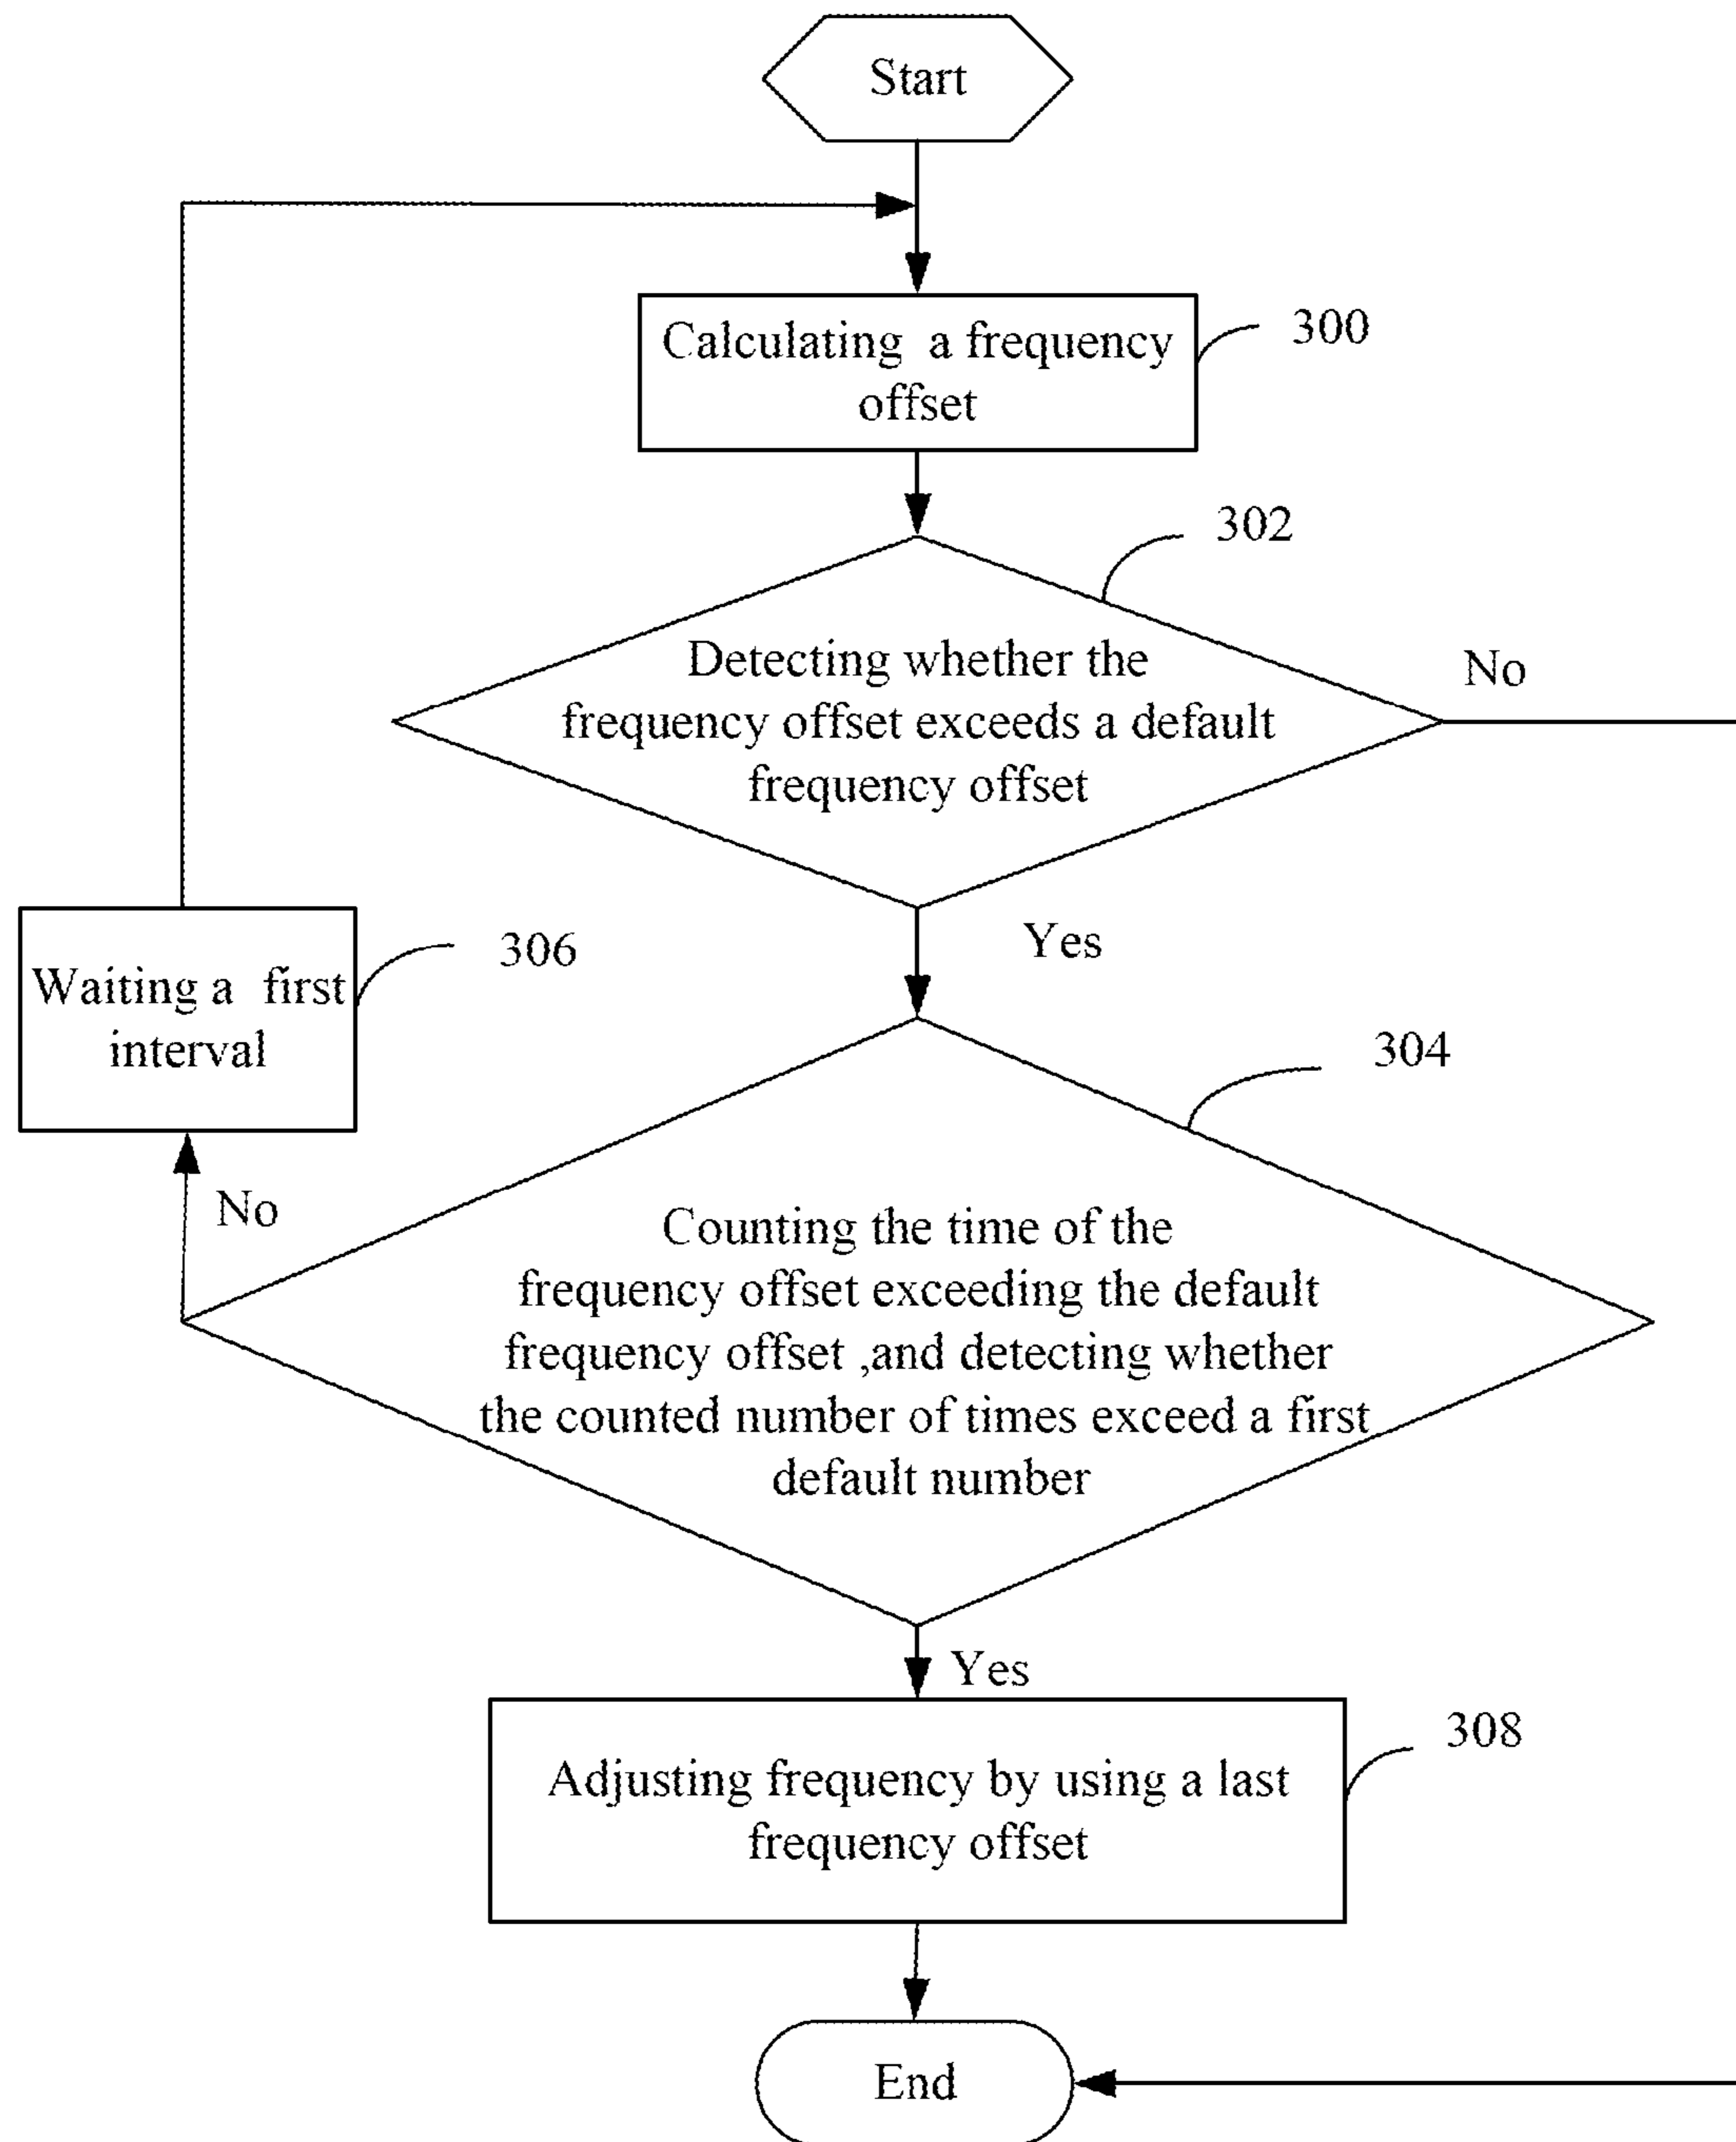 Start
Calculating a frequency
offset
300
302
Detecting whether the
frequency offset exceeds a default
frequency offset
No
Yes
Waiting a first
interval
306
304
No
Counting the time of the
frequency offset exceeding the default
frequency offset ,and detecting whether
the counted number of times exceed a first
default number
Yes
308
Adjusting frequency by using a last
frequency offset
End